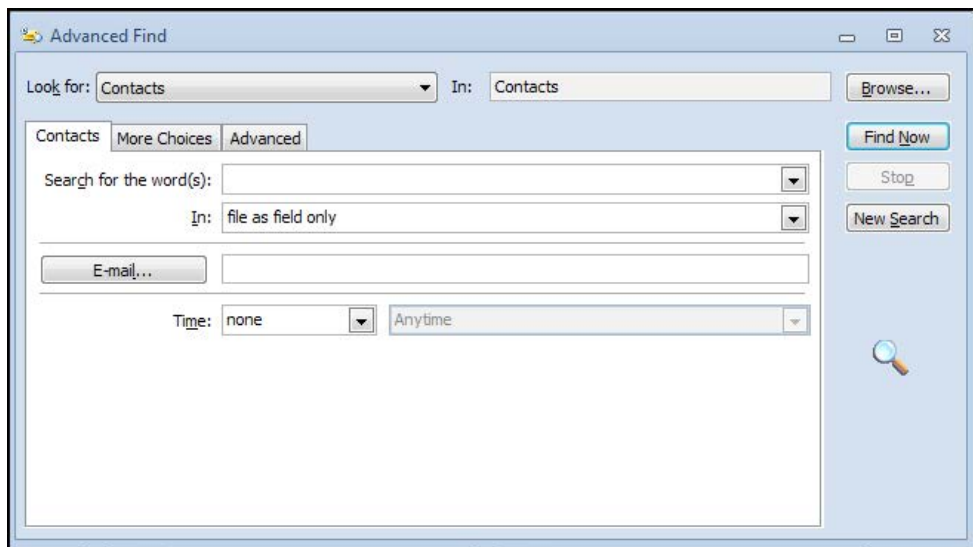 Advanced Find
Look for: Contacts In: Contacts Browse...
Contacts More Choices Advanced Find Now
Search for the word(s): Stop
In: file as field only New Search
E-mail...
Time: none Anytime